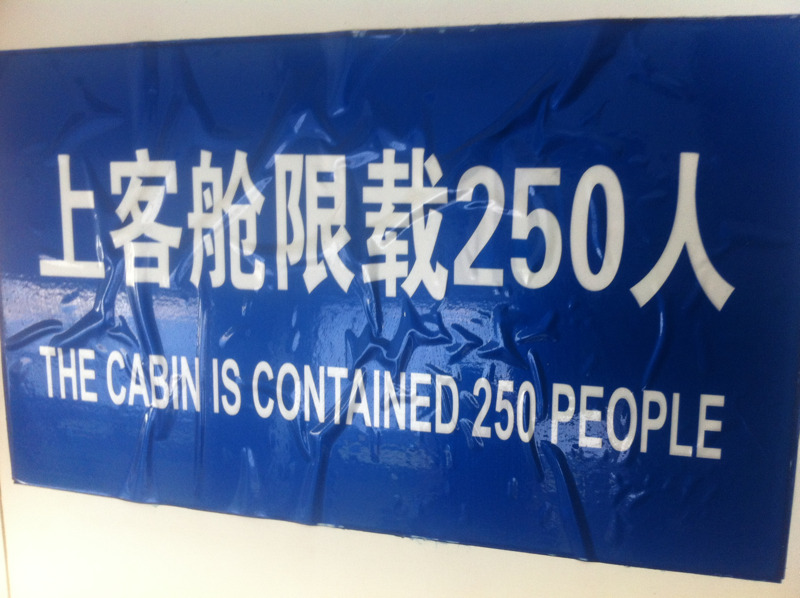 上客舱限载250人
THE CABIN IS CONTAINED 250 PEOPLE